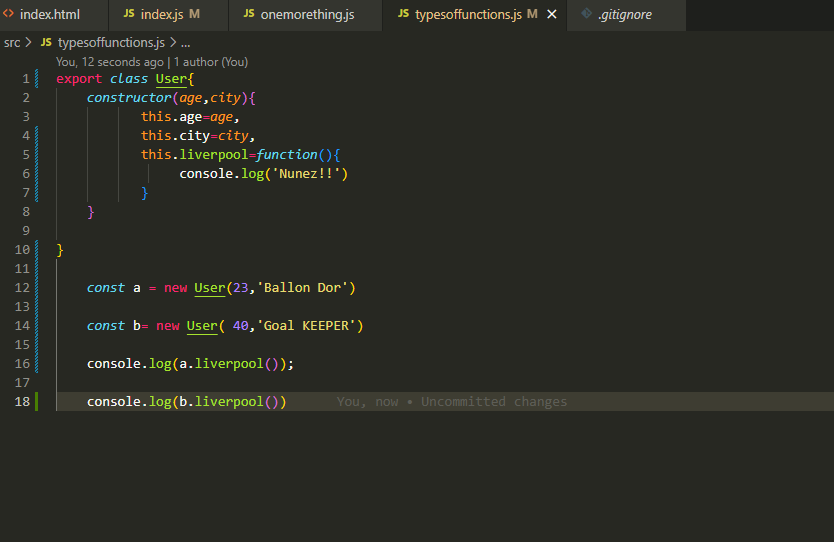 index.html JS index.js M JS onemorething.js JS typesoffunctions.js M .gitignore
src > JS typesoffunctions.js > ...
You, 12 seconds ago | 1 author (You)
1 export class User{
2 constructor(age,city){
3 this.age=age,
4 this.city=city,
5 this.liverpool=function(){
6 console.log('Nunez!!')
7 }
8 }
9
10 }
11
12 const a = new User(23,'Ballon Dor')
13
14 const b= new User( 40,'Goal KEEPER')
15
16 console.log(a.liverpool());
17
18 console.log(b.liverpool()) You, now • Uncommitted changes